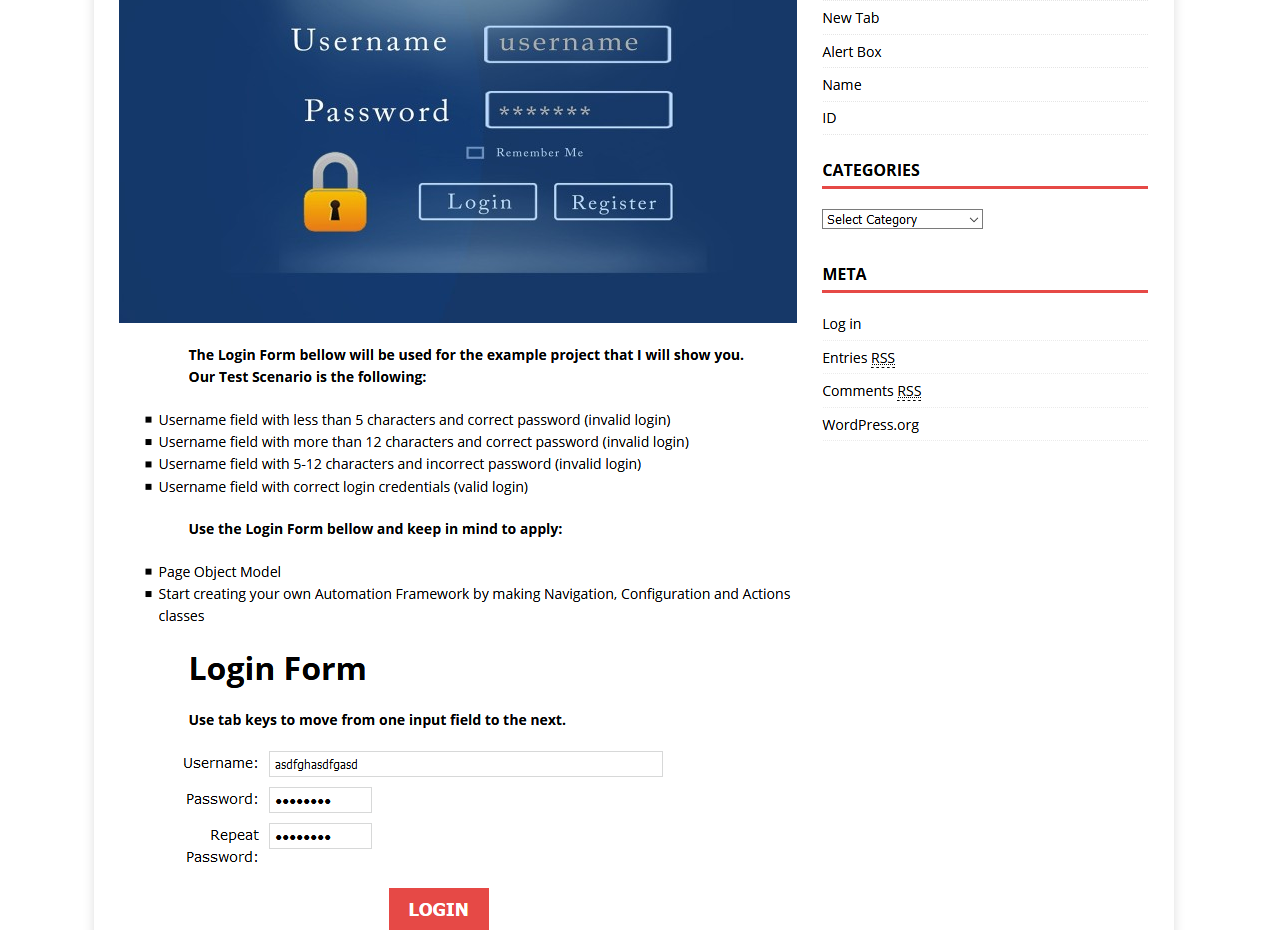 Username username
Password *******
Remember Me
Login Register
The Login Form bellow will be used for the example project that I will show you.
Our Test Scenario is the following:
Username field with less than 5 characters and correct password (invalid login)
Username field with more than 12 characters and correct password (invalid login)
Username field with 5-12 characters and incorrect password (invalid login)
Username field with correct login credentials (valid login)
Use the Login Form bellow and keep in mind to apply:
Page Object Model
Start creating your own Automation Framework by making Navigation, Configuration and Actions
classes
Login Form
Use tab keys to move from one input field to the next.
Username: asdfghasdfgasd
Password: ••••••••
Repeat ••••••••
Password:
LOGIN
New Tab
Alert Box
Name
ID
CATEGORIES
Select Category
META
Log in
Entries RSS
Comments RSS
WordPress.org